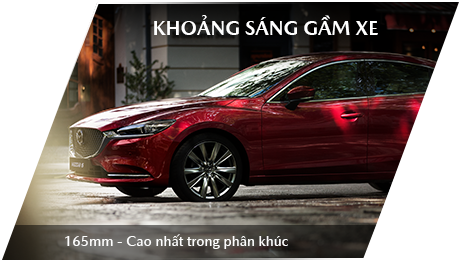 KHOẢNG SÁNG GẦM XE
165mm - Cao nhất trong phân khúc